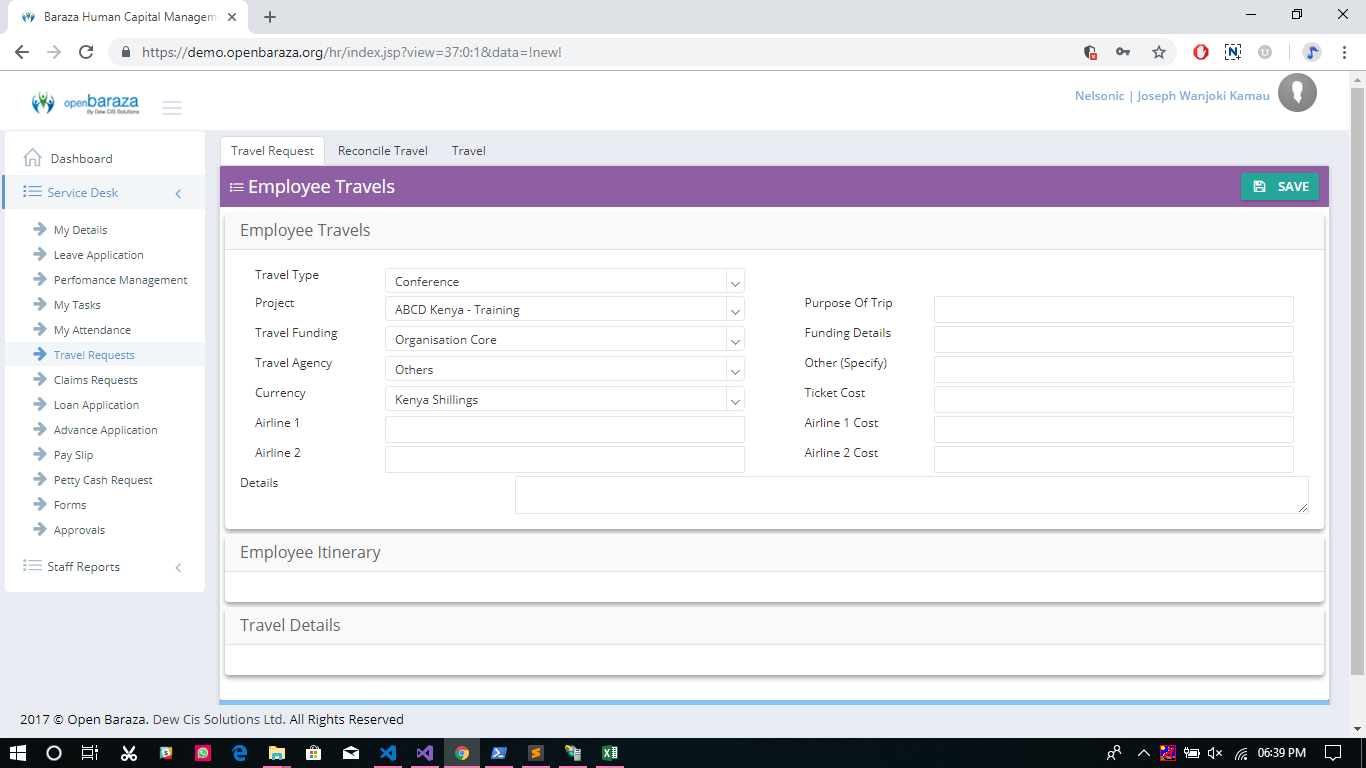 Baraza Human Capital Managem
https://demo.openbaraza.org/hr/index.jsp?view=37:0:1&data=!new!
openbaraza
By Dew CIS Solutions
Nelsonic | Joseph Wanjoki Kamau
Dashboard
Service Desk
My Details
Leave Application
Perfomance Management
My Tasks
My Attendance
Travel Requests
Claims Requests
Loan Application
Advance Application
Pay Slip
Petty Cash Request
Forms
Approvals
Staff Reports
Travel Request Reconcile Travel Travel
Employee Travels SAVE
Employee Travels
Travel Type Conference
Project ABCD Kenya - Training Purpose Of Trip
Travel Funding Organisation Core Funding Details
Travel Agency Others Other (Specify)
Currency Kenya Shillings Ticket Cost
Airline 1 Airline 1 Cost
Airline 2 Airline 2 Cost
Details
Employee Itinerary
Travel Details
2017 © Open Baraza. Dew Cis Solutions Ltd. All Rights Reserved
06:39 PM